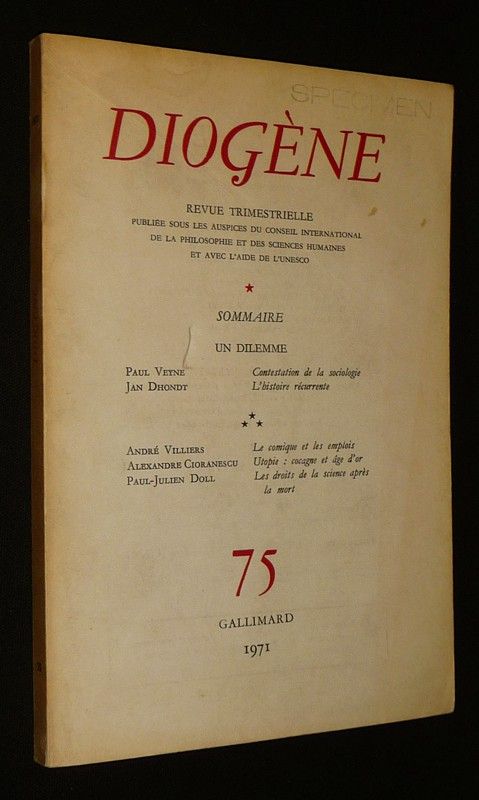 SPECIMEN
DIOGÈNE
REVUE TRIMESTRIELLE
PUBLIÉE SOUS LES AUSPICES DU CONSEIL INTERNATIONAL
DE LA PHILOSOPHIE ET DES SCIENCES HUMAINES
ET AVEC L'AIDE DE L'UNESCO
SOMMAIRE
UN DILEMME
PAUL VEYNE Contestation de la sociologie
JAN DHONDT L'histoire récurrente
ANDRÉ VILLIERS Le comique et les emplois
ALEXANDRE CIORANESCU Utopie : cocagne et âge d'or
PAUL-JULIEN DOLL Les droits de la science après
la mort
75
GALLIMARD
1971